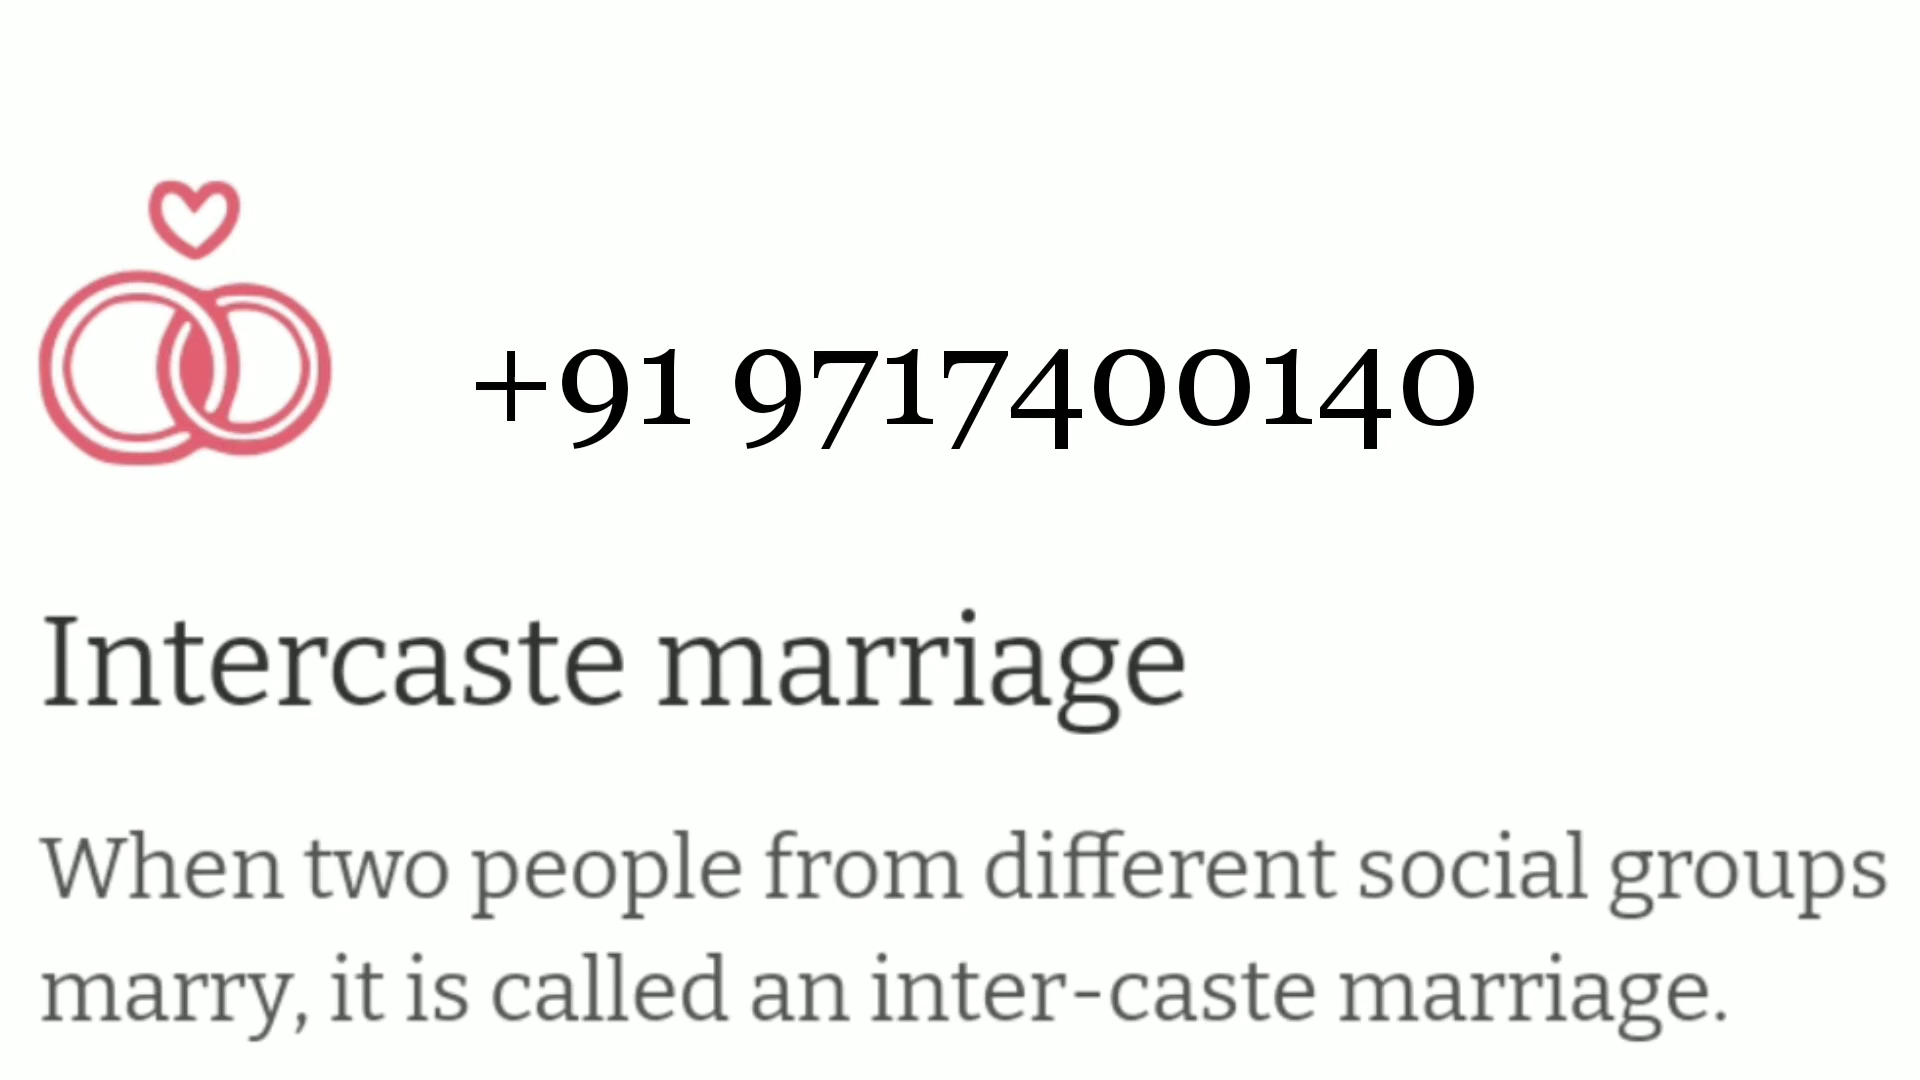 +91 9717400140
Intercaste marriage
When two people from different social groups
marry, it is called an inter-caste marriage.